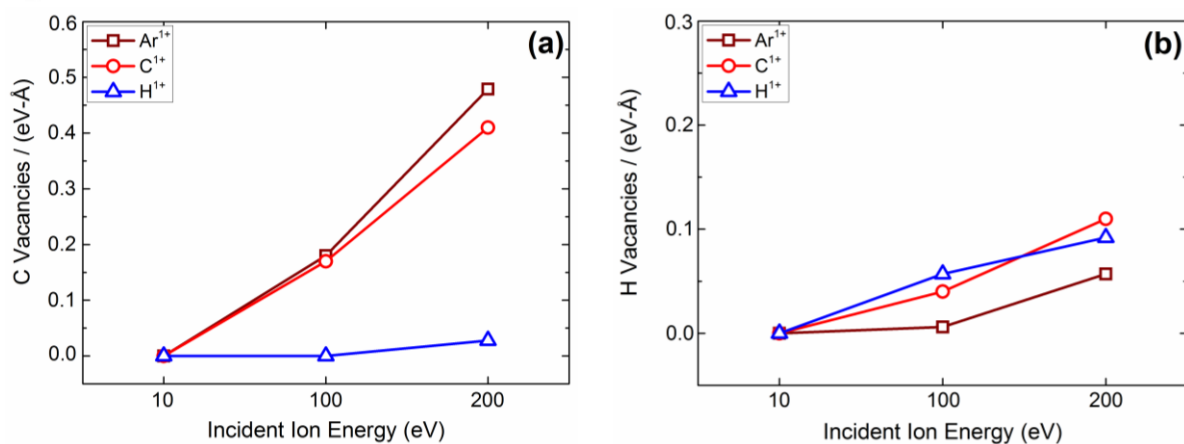 (a)
Ar¹⁺
C¹⁺
H¹⁺
C Vacancies / (eV-Å)
0.6
0.5
0.4
0.3
0.2
0.1
0.0
10 100 200
Incident Ion Energy (eV)
(b)
Ar¹⁺
C¹⁺
H¹⁺
H Vacancies / (eV-Å)
0.3
0.2
0.1
0.0
10 100 200
Incident Ion Energy (eV)